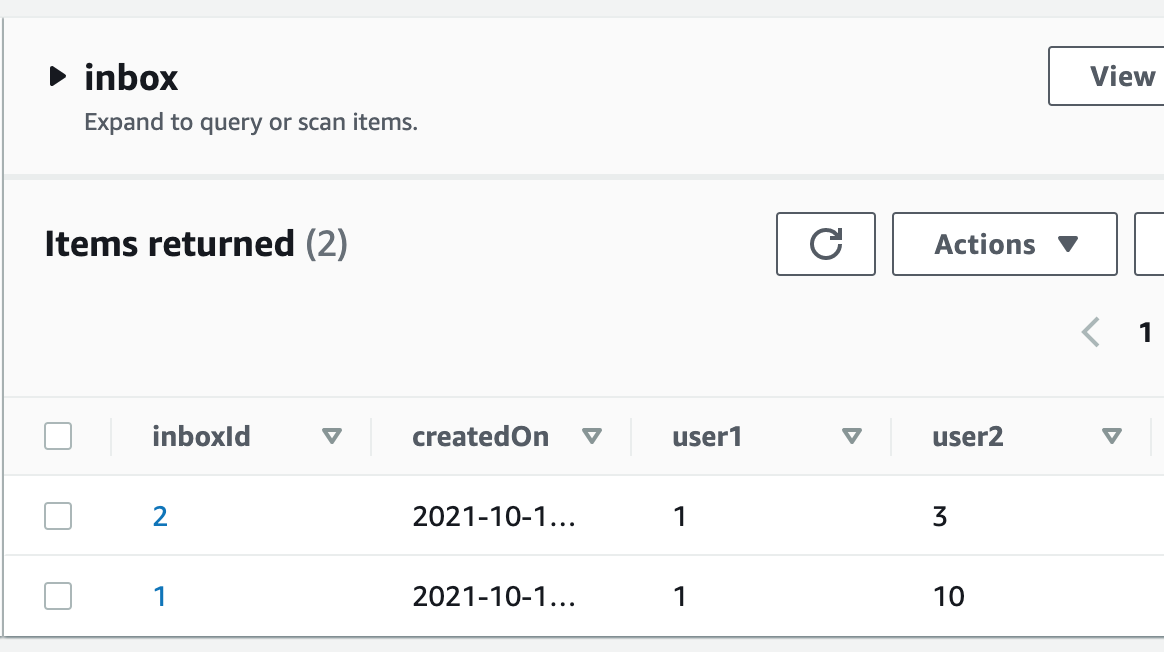 inbox
View
Expand to query or scan items.
Items returned (2)
Actions
1
inboxId createdOn user1 user2
2 2021-10-1... 1 3
1 2021-10-1... 1 10